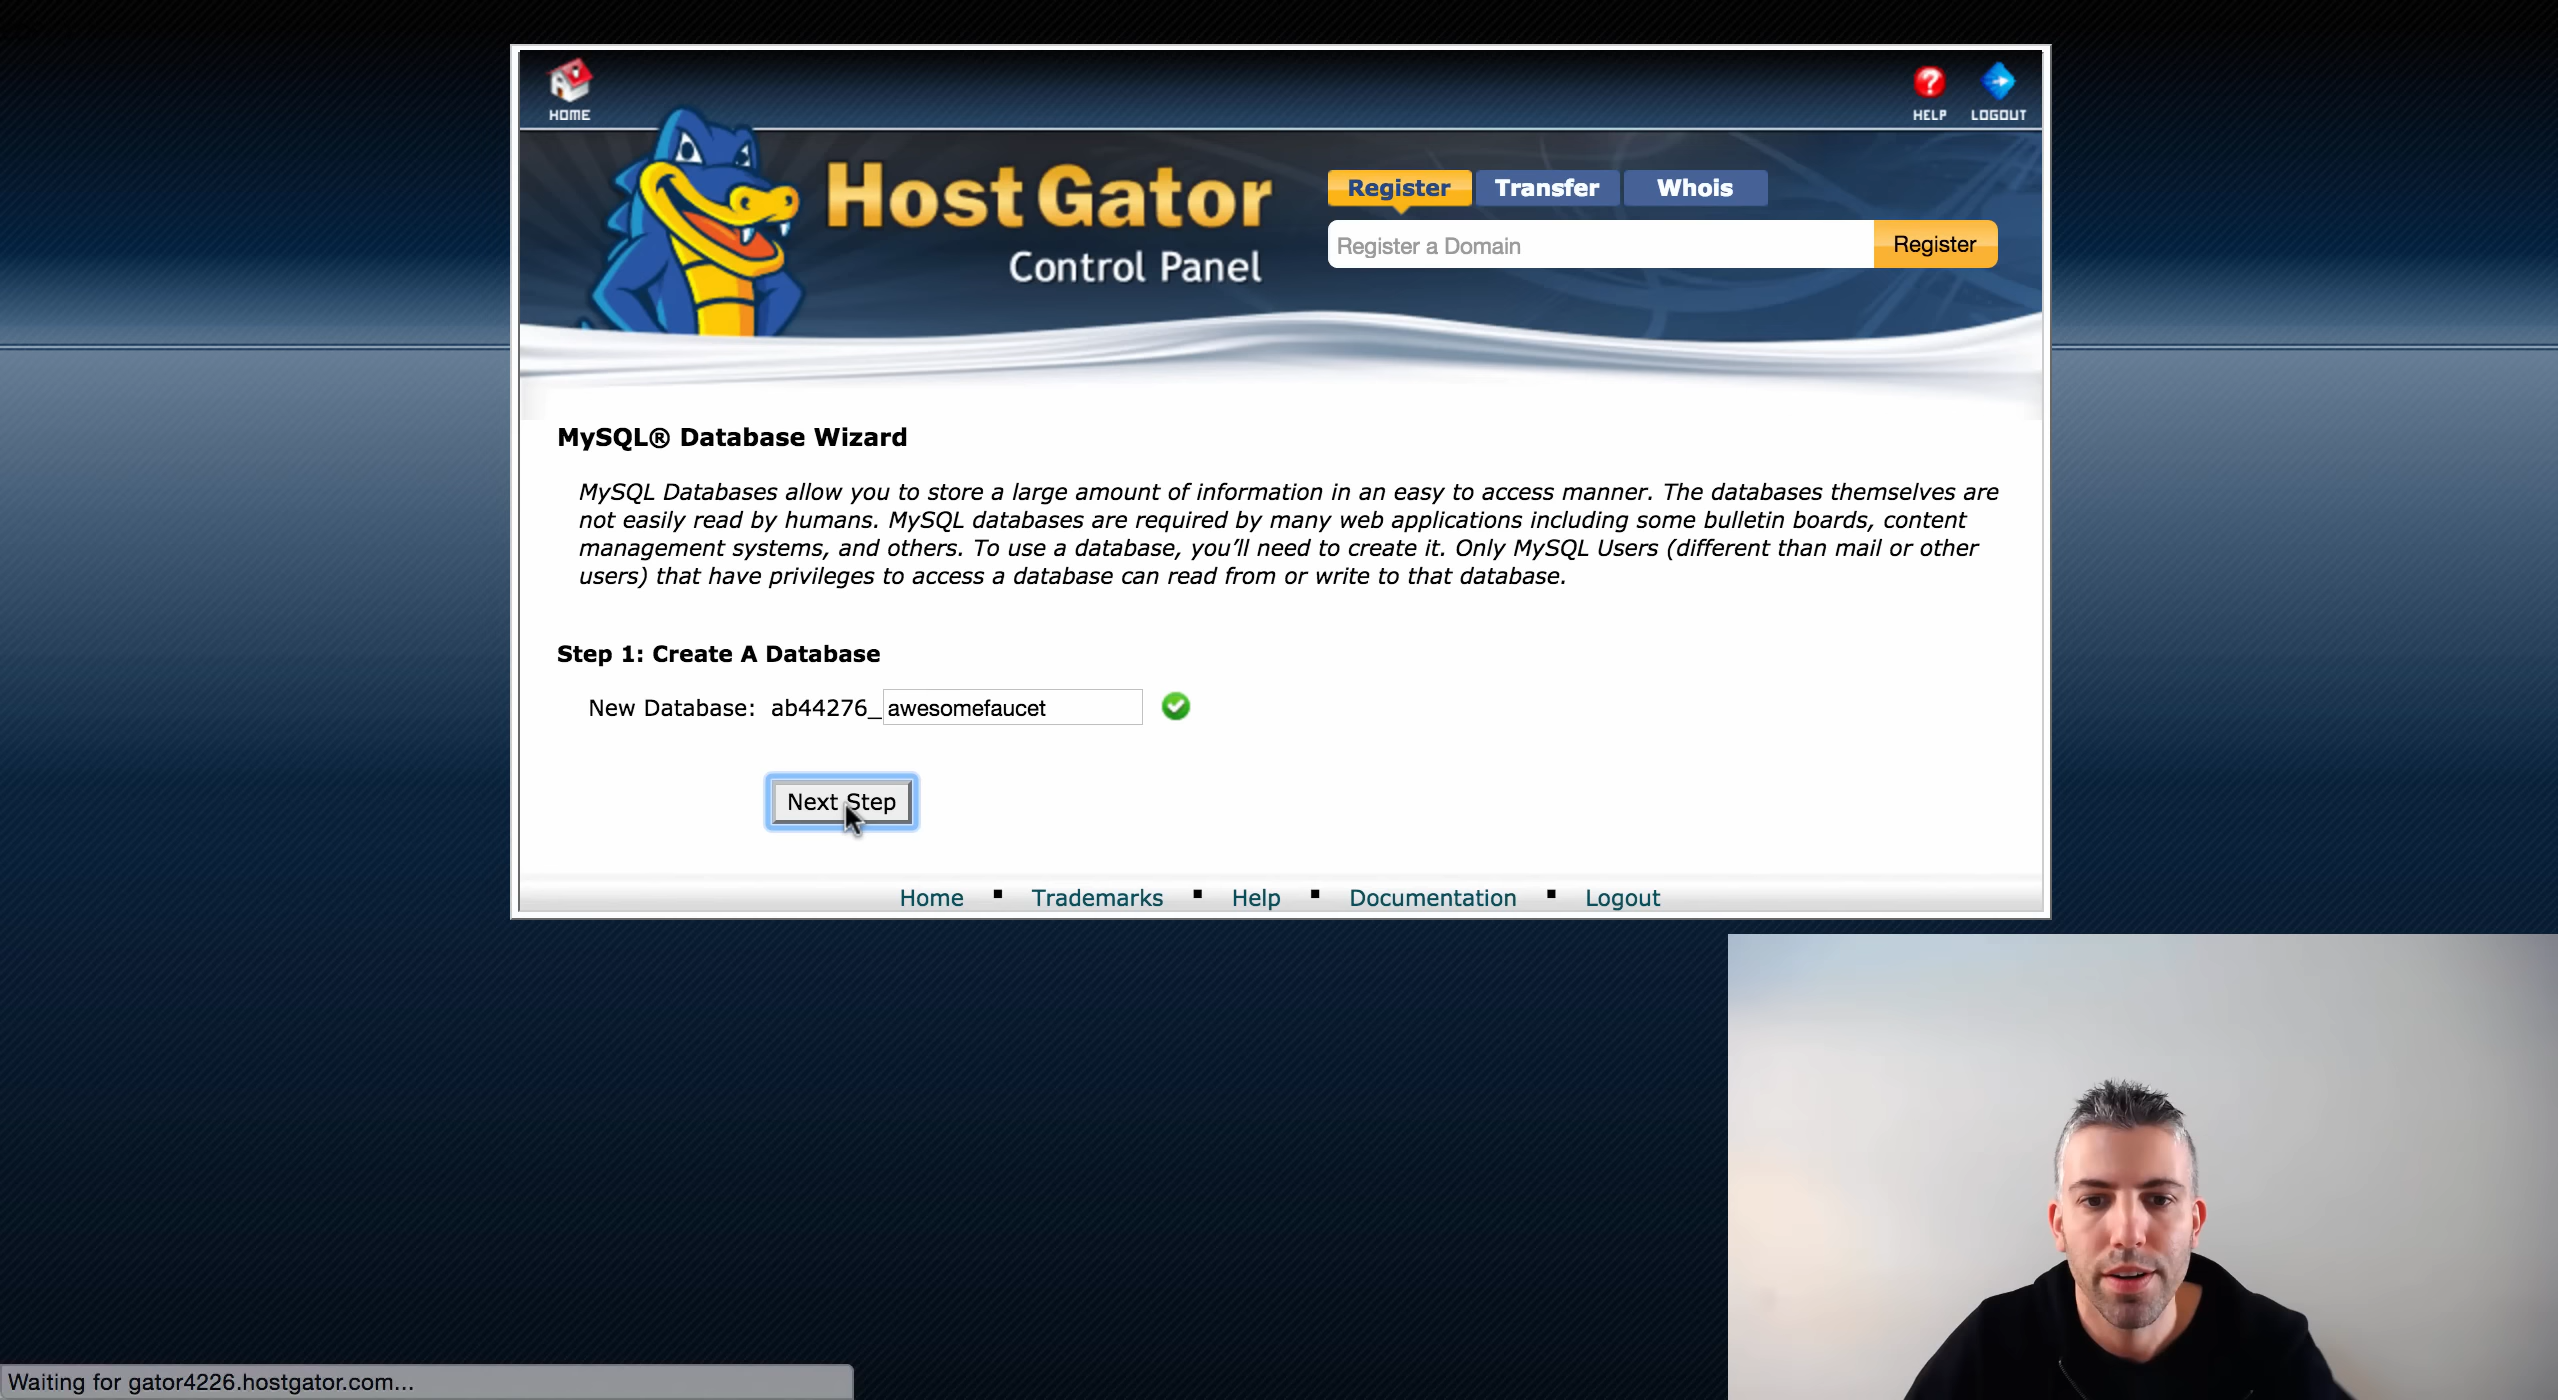 HOME
HELP LOGOUT
HostGator
Control Panel
Register Transfer Whois
Register a Domain Register
MySQL® Database Wizard
MySQL Databases allow you to store a large amount of information in an easy to access manner. The databases themselves are
not easily read by humans. MySQL databases are required by many web applications including some bulletin boards, content
management systems, and others. To use a database, you’ll need to create it. Only MySQL Users (different than mail or other
users) that have privileges to access a database can read from or write to that database.
Step 1: Create A Database
New Database: ab44276_ awesomefaucet
Next Step
Home ▪ Trademarks ▪ Help ▪ Documentation ▪ Logout
Waiting for gator4226.hostgator.com...